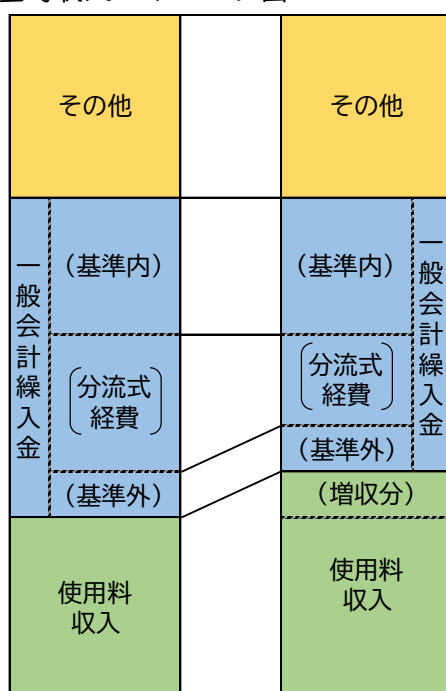 その他
一般会計繰入金
(基準内)
分流式
経費
(基準外)
使用料
収入
その他
(基準内)
一般会計繰入金
分流式
経費
(基準外)
(増収分)
使用料
収入